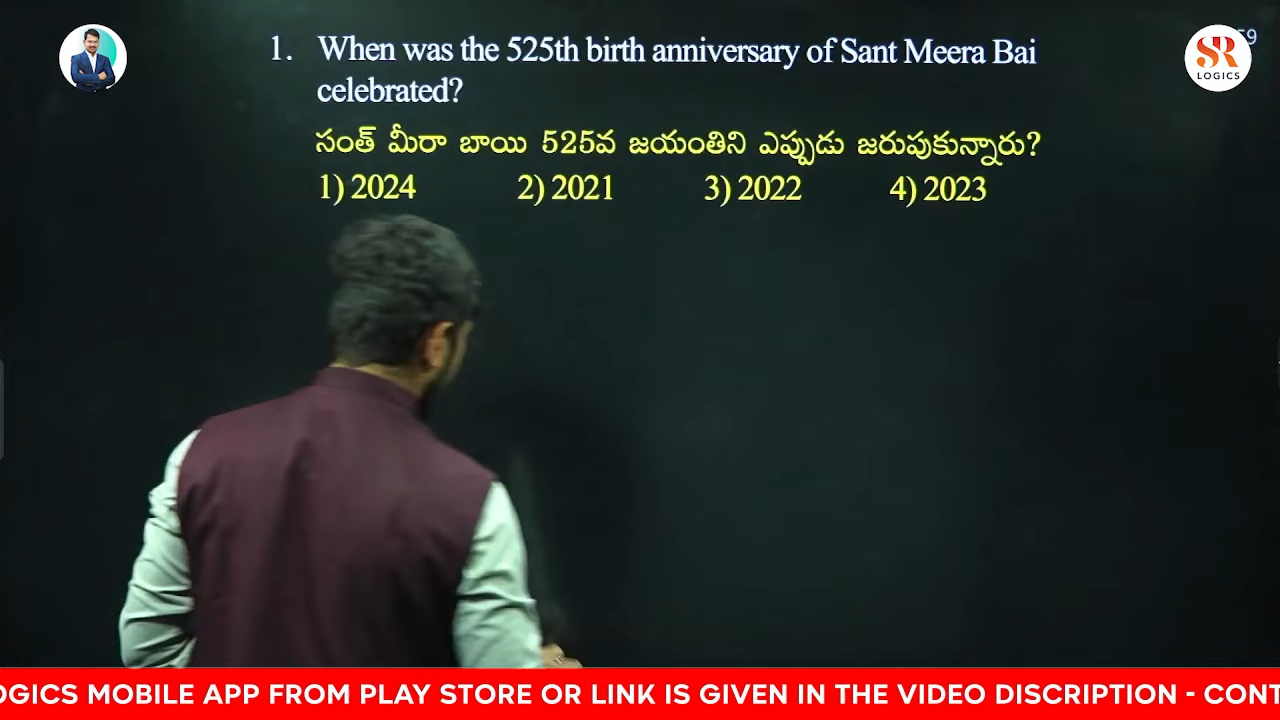 1. When was the 525th birth anniversary of Sant Meera Bai
celebrated?
సంత్ మీరా బాయి 525వ జయంతిని ఎప్పుడు జరుపుకున్నారు?
1) 2024 2) 2021 3) 2022 4) 2023
SR
LOGICS
59
OGICS MOBILE APP FROM PLAY STORE OR LINK IS GIVEN IN THE VIDEO DISCRIPTION - CONT